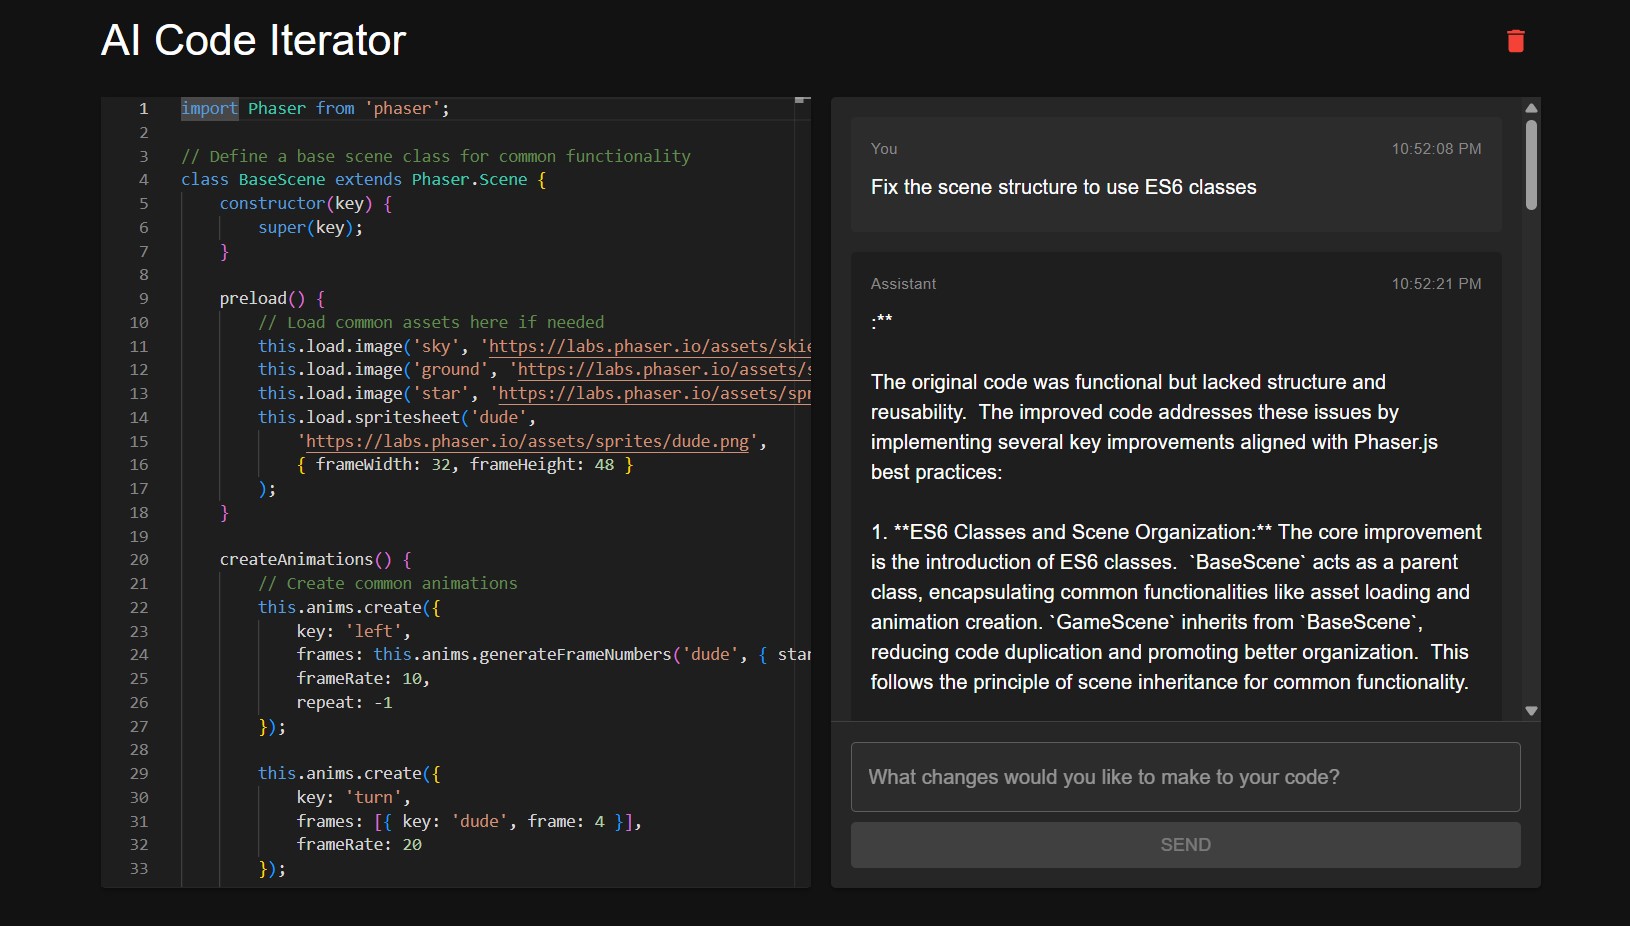 AI Code Iterator
1 import Phaser from 'phaser';
2
3 // Define a base scene class for common functionality
4 class BaseScene extends Phaser.Scene {
5 constructor(key) {
6 super(key);
7 }
8
9 preload() {
10 // Load common assets here if needed
11 this.load.image('sky', 'https://labs.phaser.io/assets/skie
12 this.load.image('ground', 'https://labs.phaser.io/assets/s
13 this.load.image('star', 'https://labs.phaser.io/assets/spr
14 this.load.spritesheet('dude',
15 'https://labs.phaser.io/assets/sprites/dude.png',
16 { frameWidth: 32, frameHeight: 48 }
17 );
18 }
19
20 createAnimations() {
21 // Create common animations
22 this.anims.create({
23 key: 'left',
24 frames: this.anims.generateFrameNumbers('dude', { star
25 frameRate: 10,
26 repeat: -1
27 });
28
29 this.anims.create({
30 key: 'turn',
31 frames: [{ key: 'dude', frame: 4 }],
32 frameRate: 20
33 });
You 10:52:08 PM
Fix the scene structure to use ES6 classes
Assistant 10:52:21 PM
:**
The original code was functional but lacked structure and
reusability.  The improved code addresses these issues by
implementing several key improvements aligned with Phaser.js
best practices:
1. **ES6 Classes and Scene Organization:** The core improvement
is the introduction of ES6 classes.  `BaseScene` acts as a parent
class, encapsulating common functionalities like asset loading and
animation creation. `GameScene` inherits from `BaseScene`,
reducing code duplication and promoting better organization.  This
follows the principle of scene inheritance for common functionality.
What changes would you like to make to your code?
SEND